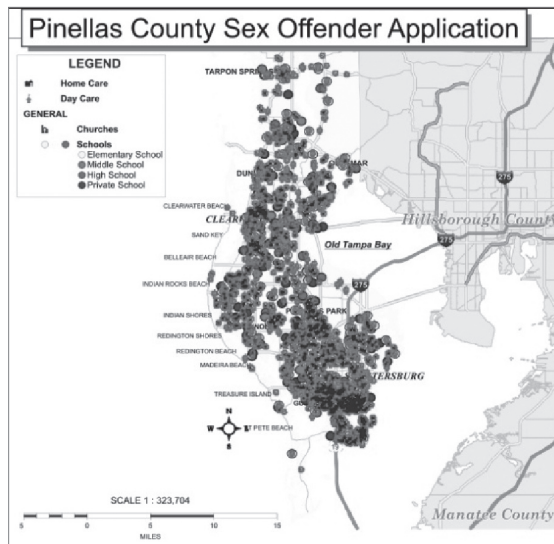 Pinellas County Sex Offender Application
LEGEND
Home Care
Day Care
GENERAL
Churches
Schools
Elementary School
Middle School
High School
Private School
TARPON SPR
DUN
MAR
CLEARWATER BEACH
CLEAR
SAND KEY
BELLEAIR BEACH
INDIAN ROCKS BEACH
INDIAN SHORES
REDINGTON SHORES
REDINGTON BEACH
MADEIRA BEACH
TREASURE ISLAND
T PETE BEACH
Old Tampa Bay
Hillsborough County
275
275
275
PARK
TERSBURG
N
W
S
SCALE 1 : 323,704
5 0 5 10 15
MILES
Manatee County